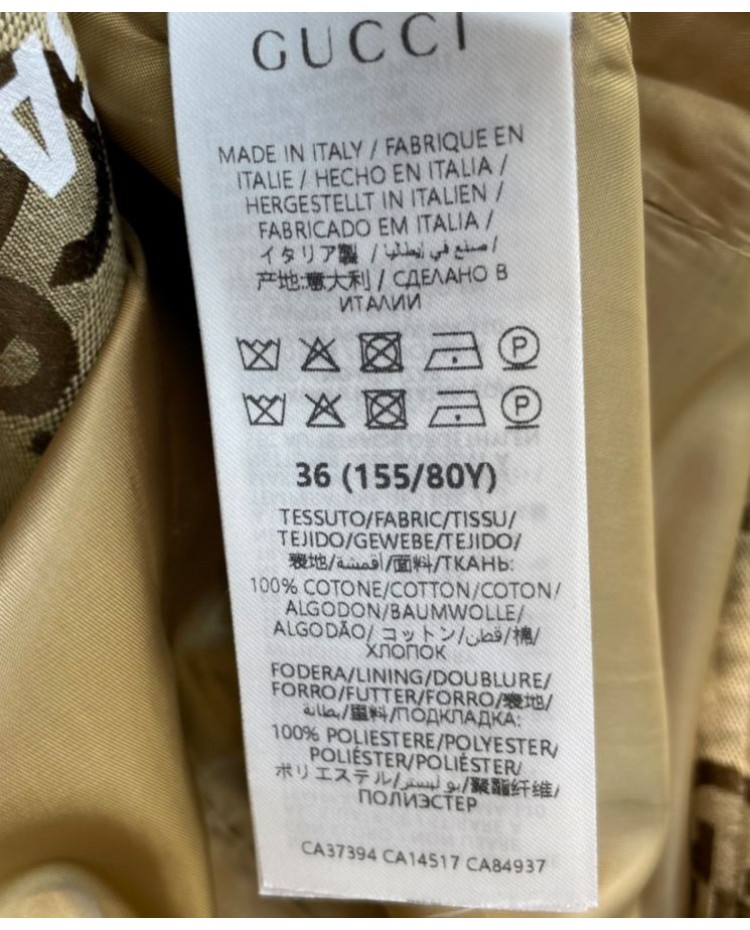 GUCCI
MADE IN ITALY / FABRIQUE EN
ITALIE / HECHO EN ITALIA /
HERGESTELLT IN ITALIEN /
FABRICADO EM ITALIA /
イタリア製 / صنع في إيطاليا /
产地:意大利 / СДЕЛАНО В
ИТАЛИИ
P
P
36 (155/80Y)
TESSUTO/FABRIC/TISSU/
TEJIDO/GEWEBE/TEJIDO/
表地/أقمشة/面料/ТКАНЬ:
100% COTONE/COTTON/COTON/
ALGODON/BAUMWOLLE/
ALGODÃO/ コットン/قطن/棉/
ХЛОПОК
FODERA/LINING/DOUBLURE/
FORRO/FUTTER/FORRO/裏地/
بطانة/里料/ПОДКЛАДКА:
100% POLIESTERE/POLYESTER/
POLIÉSTER/POLIÉSTER/
ポリエステル/بوليستر/聚酯纤维/
ПОЛИЭСТЕР
CA37394 CA14517 CA84937